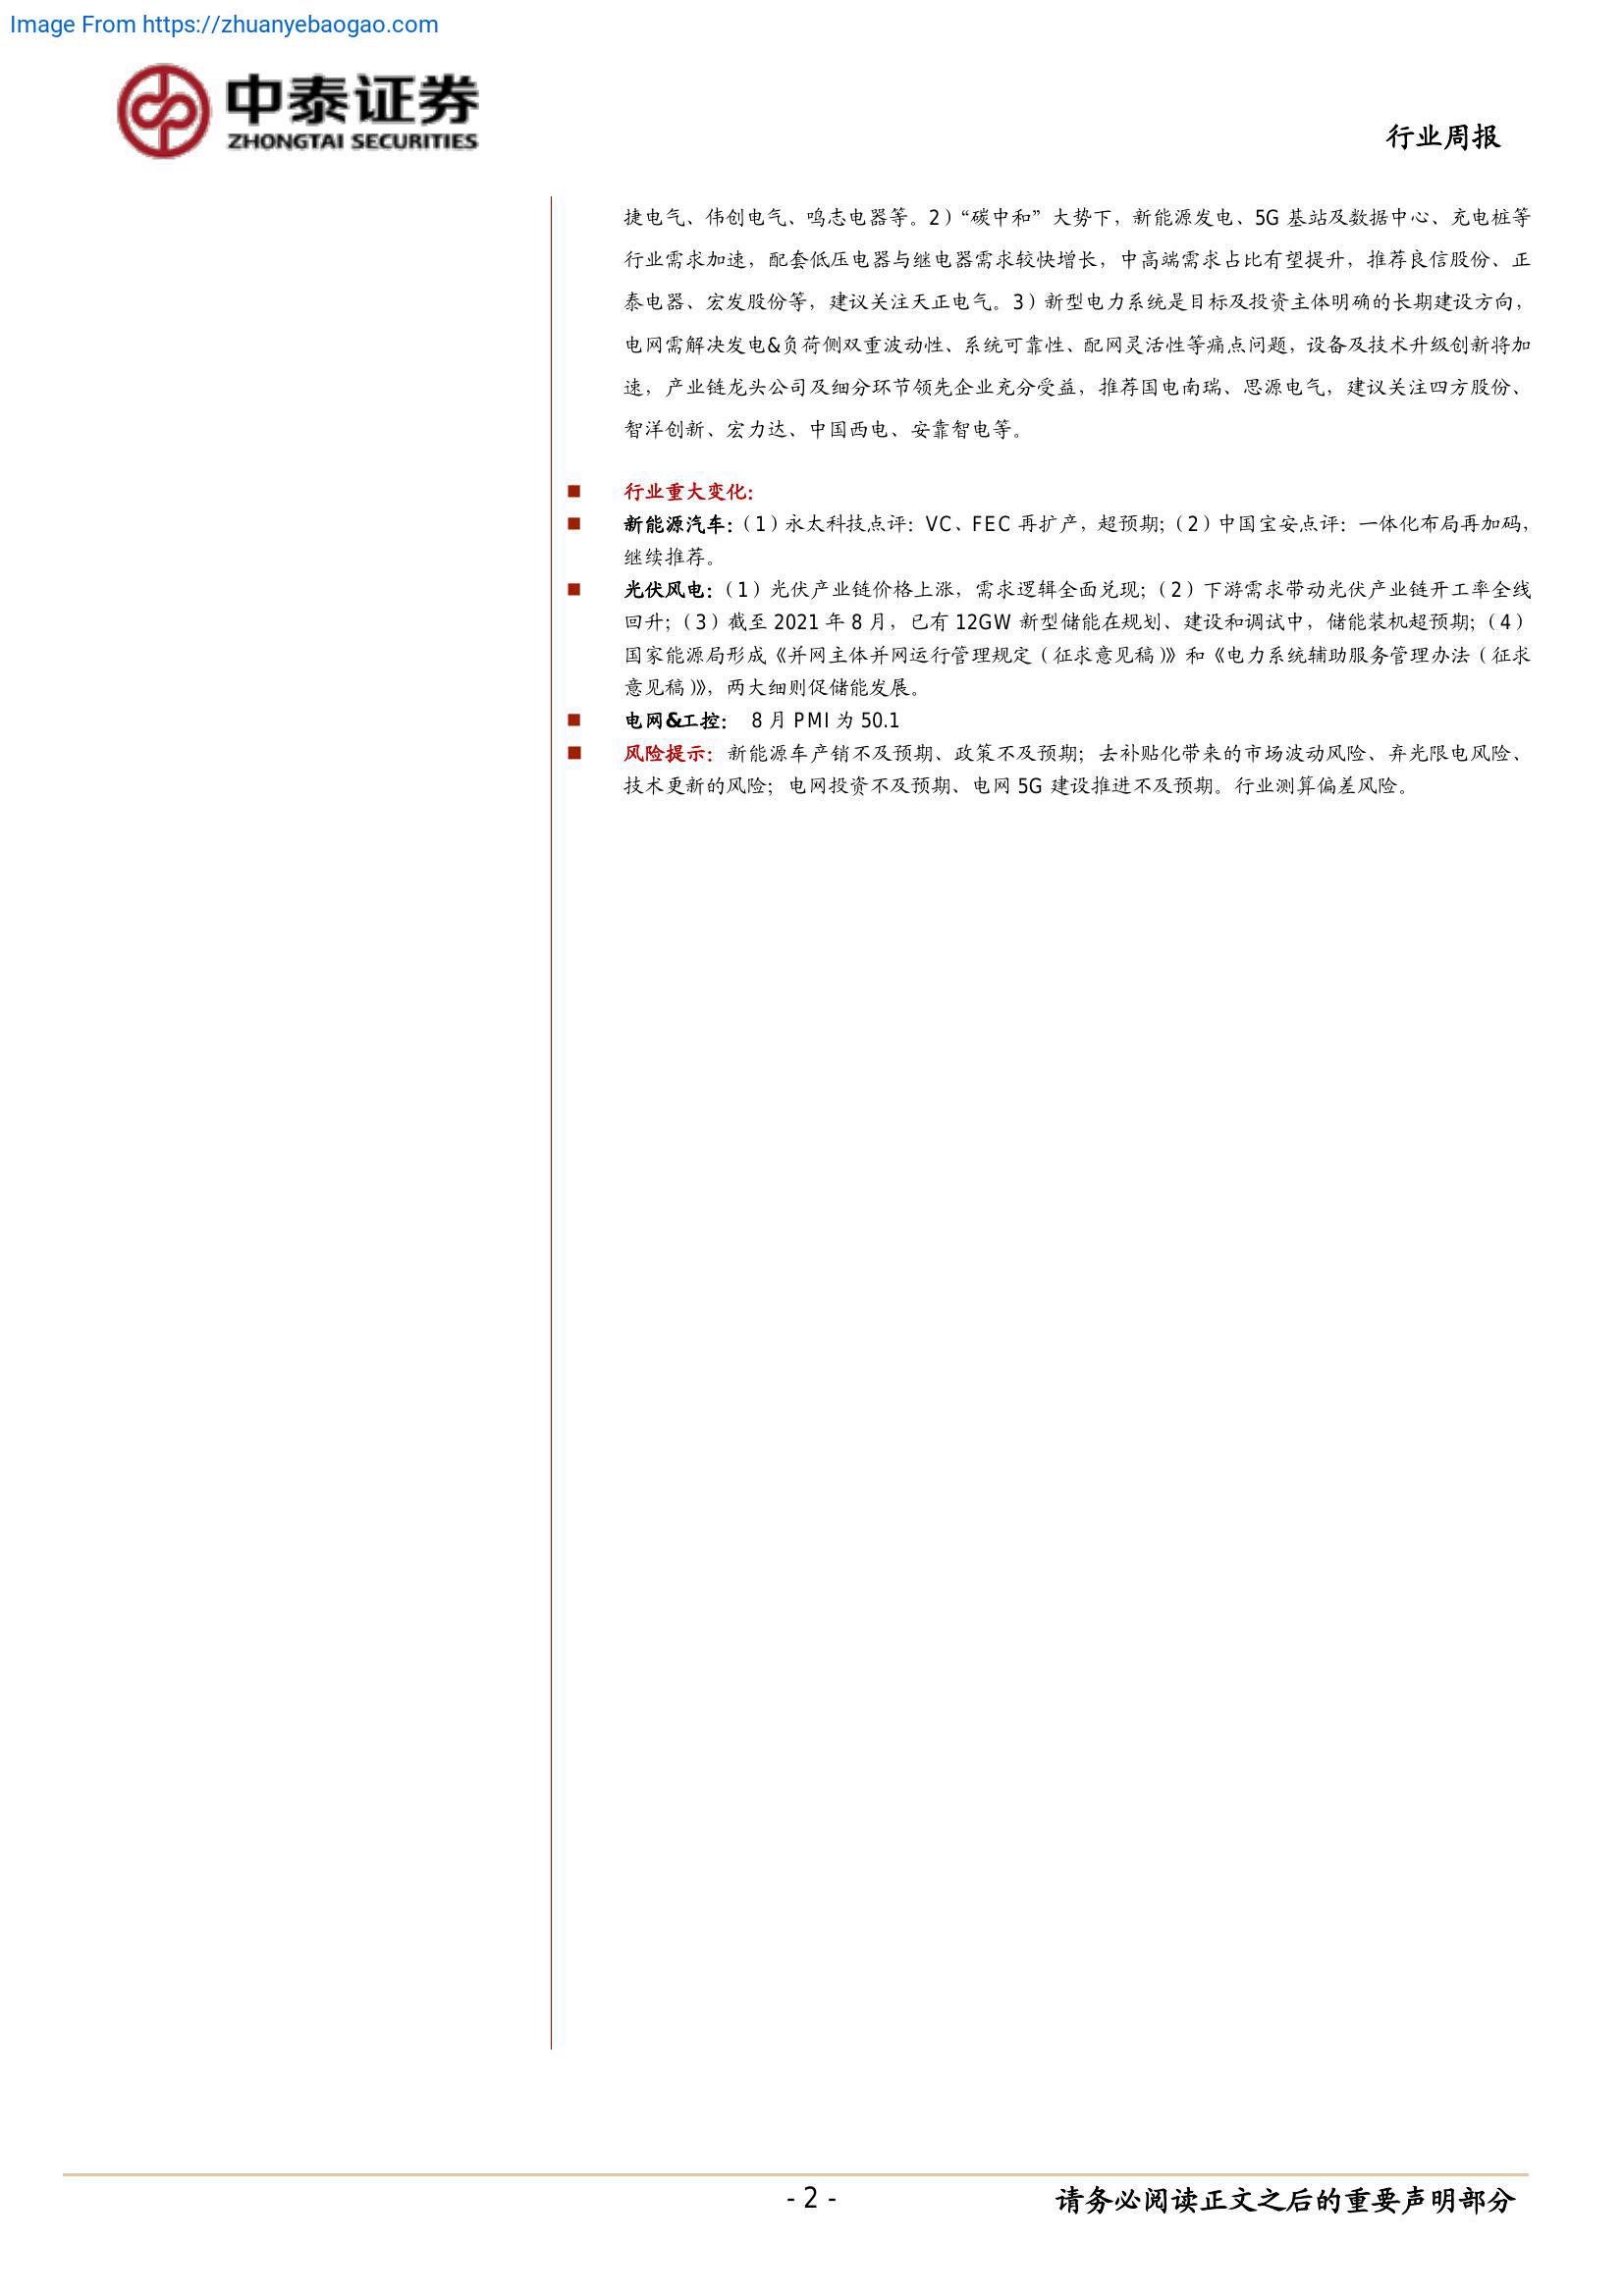 Image From https://zhuanyebaogao.com
中泰证券
ZHONGTAI SECURITIES
行业周报
捷电气、伟创电气、鸣志电器等。2）“碳中和”大势下，新能源发电、5G 基站及数据中心、充电桩等
行业需求加速，配套低压电器与继电器需求较快增长，中高端需求占比有望提升，推荐良信股份、正
泰电器、宏发股份等，建议关注天正电气。3）新型电力系统是目标及投资主体明确的长期建设方向，
电网需解决发电&负荷侧双重波动性、系统可靠性、配网灵活性等痛点问题，设备及技术升级创新将加
速，产业链龙头公司及细分环节领先企业充分受益，推荐国电南瑞、思源电气，建议关注四方股份、
智洋创新、宏力达、中国西电、安靠智电等。
■ 行业重大变化：
■ 新能源汽车：（1）永太科技点评：VC、FEC 再扩产，超预期；（2）中国宝安点评：一体化布局再加码，
继续推荐。
■ 光伏风电：（1）光伏产业链价格上涨，需求逻辑全面兑现；（2）下游需求带动光伏产业链开工率全线
回升；（3）截至 2021 年 8 月，已有 12GW 新型储能在规划、建设和调试中，储能装机超预期；（4）
国家能源局形成《并网主体并网运行管理规定（征求意见稿）》和《电力系统辅助服务管理办法（征求
意见稿）》，两大细则促储能发展。
■ 电网&工控： 8 月 PMI 为 50.1
■ 风险提示：新能源车产销不及预期、政策不及预期；去补贴化带来的市场波动风险、弃光限电风险、
技术更新的风险；电网投资不及预期、电网 5G 建设推进不及预期。行业测算偏差风险。
- 2 -
请务必阅读正文之后的重要声明部分